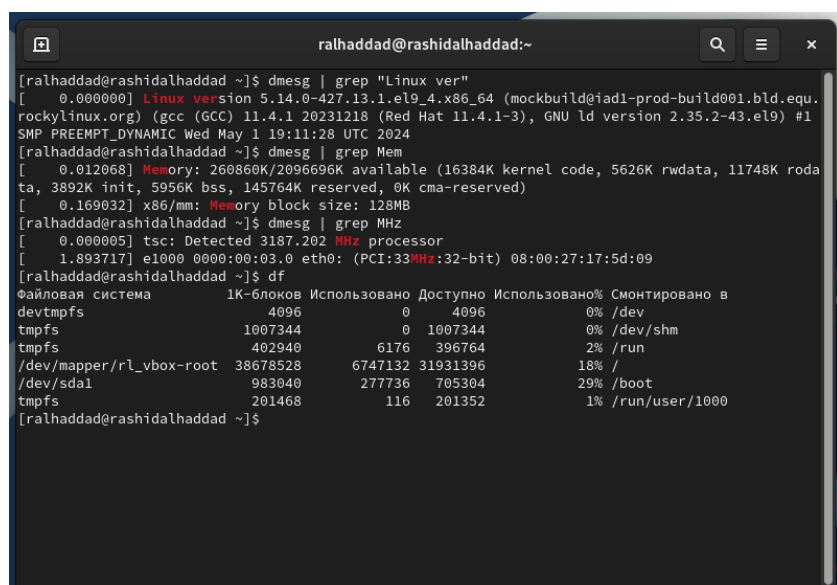 ralhaddad@rashidalhaddad:~
[ralhaddad@rashidalhaddad ~]$ dmesg | grep "Linux ver"
[    0.000000] Linux version 5.14.0-427.13.1.el9_4.x86_64 (mockbuild@iad1-prod-build001.bld.equ.
rockylinux.org) (gcc (GCC) 11.4.1 20231218 (Red Hat 11.4.1-3), GNU ld version 2.35.2-43.el9) #1
SMP PREEMPT_DYNAMIC Wed May 1 19:11:28 UTC 2024
[ralhaddad@rashidalhaddad ~]$ dmesg | grep Mem
[    0.012068] Memory: 260860K/2096696K available (16384K kernel code, 5626K rwdata, 11748K roda
ta, 3892K init, 5956K bss, 145764K reserved, 0K cma-reserved)
[    0.169032] x86/mm: Memory block size: 128MB
[ralhaddad@rashidalhaddad ~]$ dmesg | grep MHz
[    0.000005] tsc: Detected 3187.202 MHz processor
[    1.893717] e1000 0000:00:03.0 eth0: (PCI:33MHz:32-bit) 08:00:27:17:5d:09
[ralhaddad@rashidalhaddad ~]$ df
Файловая система 1K-блоков Использовано Доступно Использовано% Смонтировано в
devtmpfs 4096 0 4096 0% /dev
tmpfs 1007344 0 1007344 0% /dev/shm
tmpfs 402940 6176 396764 2% /run
/dev/mapper/rl_vbox-root 38678528 6747132 31931396 18% /
/dev/sda1 983040 277736 705304 29% /boot
tmpfs 201468 116 201352 1% /run/user/1000
[ralhaddad@rashidalhaddad ~]$